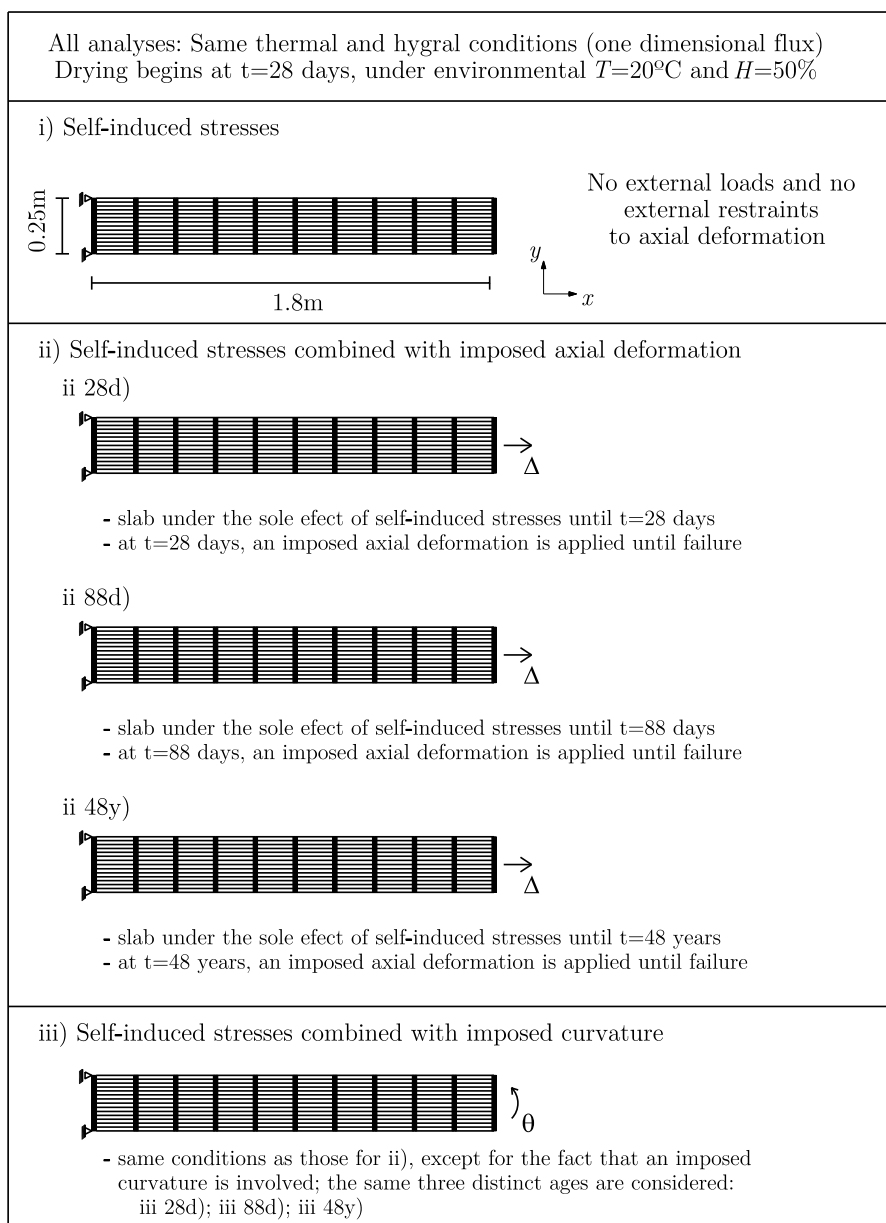 All analyses: Same thermal and hygral conditions (one dimensional flux)
Drying begins at t=28 days, under environmental T=20ºC and H=50%
i) Self-induced stresses
0.25m
1.8m
y
x
No external loads and no
external restraints
to axial deformation
ii) Self-induced stresses combined with imposed axial deformation
ii 28d)
Δ
- slab under the sole efect of self-induced stresses until t=28 days
- at t=28 days, an imposed axial deformation is applied until failure
ii 88d)
Δ
- slab under the sole efect of self-induced stresses until t=88 days
- at t=88 days, an imposed axial deformation is applied until failure
ii 48y)
Δ
- slab under the sole efect of self-induced stresses until t=48 years
- at t=48 years, an imposed axial deformation is applied until failure
iii) Self-induced stresses combined with imposed curvature
θ
- same conditions as those for ii), except for the fact that an imposed
curvature is involved; the same three distinct ages are considered:
iii 28d); iii 88d); iii 48y)